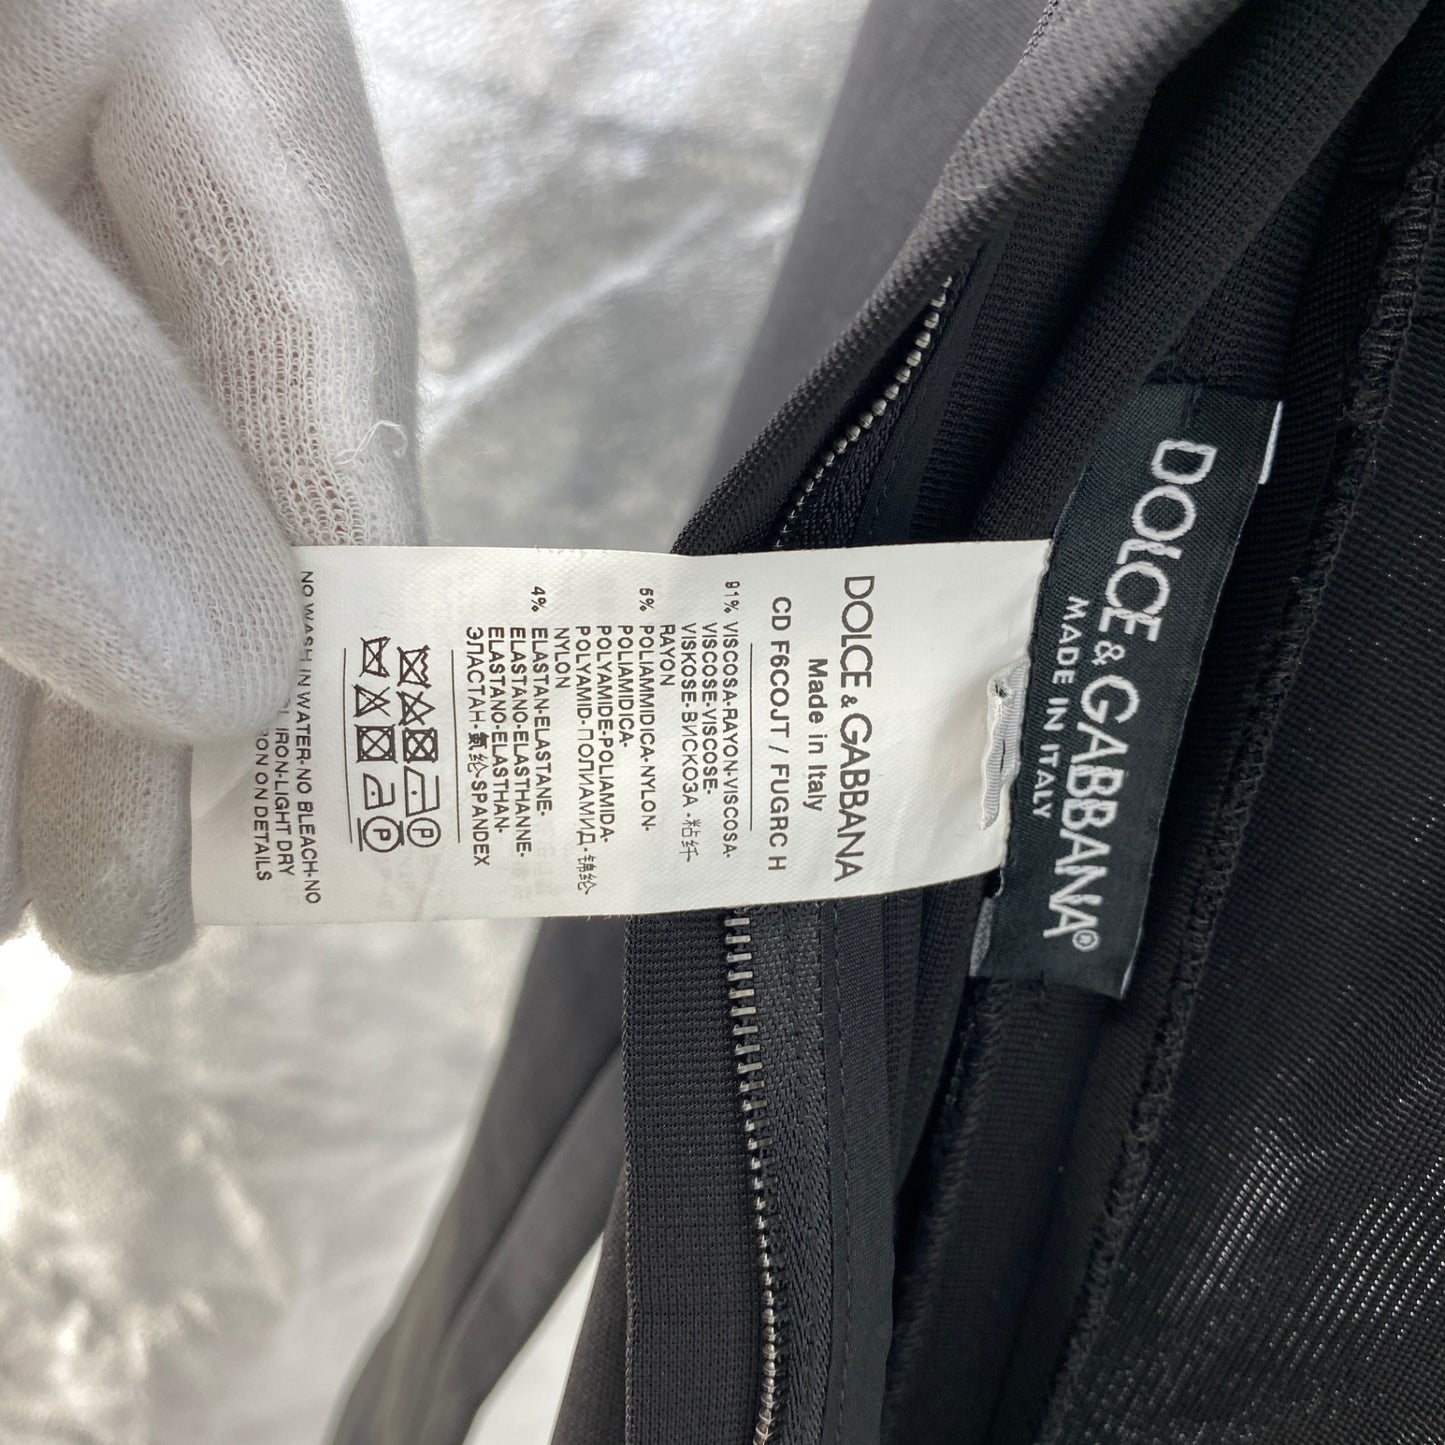 DOLCE & GABBANA®
MADE IN ITALY
DOLCE & GABBANA
Made in Italy
CD F6COJT / FUGRC H
91% VISCOSA-RAYON-VISCOSA-
VISCOSE-VISCOSE-
VISKOSE-ВИСКОЗА-粘纤
RAYON
5% POLIAMMIDICA-NYLON-
POLIAMIDICA-
POLYAMIDE-POLIAMIDA-
POLYAMID-ПОЛИАМИД-锦纶
NYLON
4% ELASTAN-ELASTANE-
ELASTANO-ELASTHANNE-
ELASTANO-ELASTHAN-
ЭЛАСТАН-氨纶-SPANDEX
P
P
NO WASH IN WATER-NO BLEACH-NO
IRON-LIGHT DRY
ON DETAILS